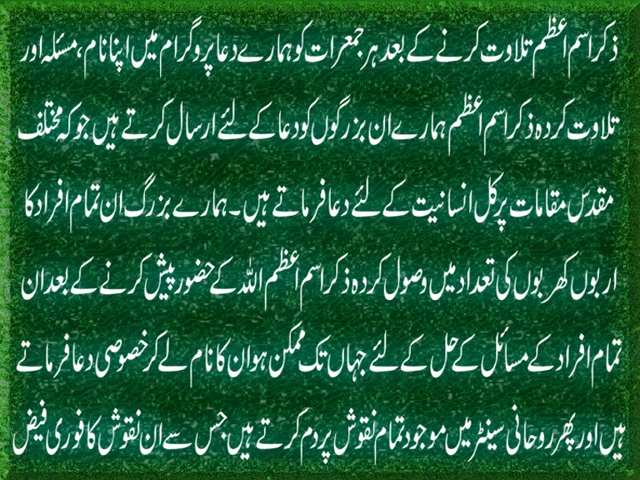 ذکر اسم اعظم تلاوت کرنے کے بعد ہر جمعرات کو ہمارے دعا پروگرام میں اپنا نام، مسئلہ اور
تلاوت کردہ ذکر اسم اعظم ہمارے ان بزرگوں کو دعا کے لئے ارسال کرتے ہیں جو کہ مختلف
مقدس مقامات پر کل انسانیت کے لئے دعا فرماتے ہیں۔ ہمارے بزرگ ان تمام افراد کا
اربوں کھربوں کی تعداد میں وصول کردہ ذکر اسم اعظم اللہ کے حضور پیش کرنے کے بعد ان
تمام افراد کے مسائل کے حل کے لئے جہاں تک ممکن ہو ان کا نام لے کر خصوصی دعا فرماتے
ہیں اور پھر روحانی سینٹر میں موجود تمام نقوش پر دم کرتے ہیں جس سے ان نقوش کا فوری فیض